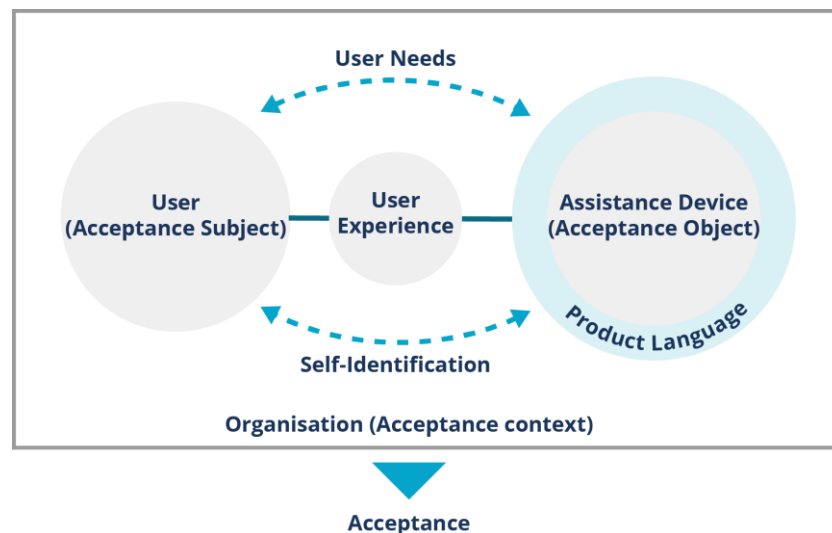 User Needs
User
(Acceptance Subject)
User
Experience
Assistance Device
(Acceptance Object)
Product Language
Self-Identification
Organisation (Acceptance context)
Acceptance